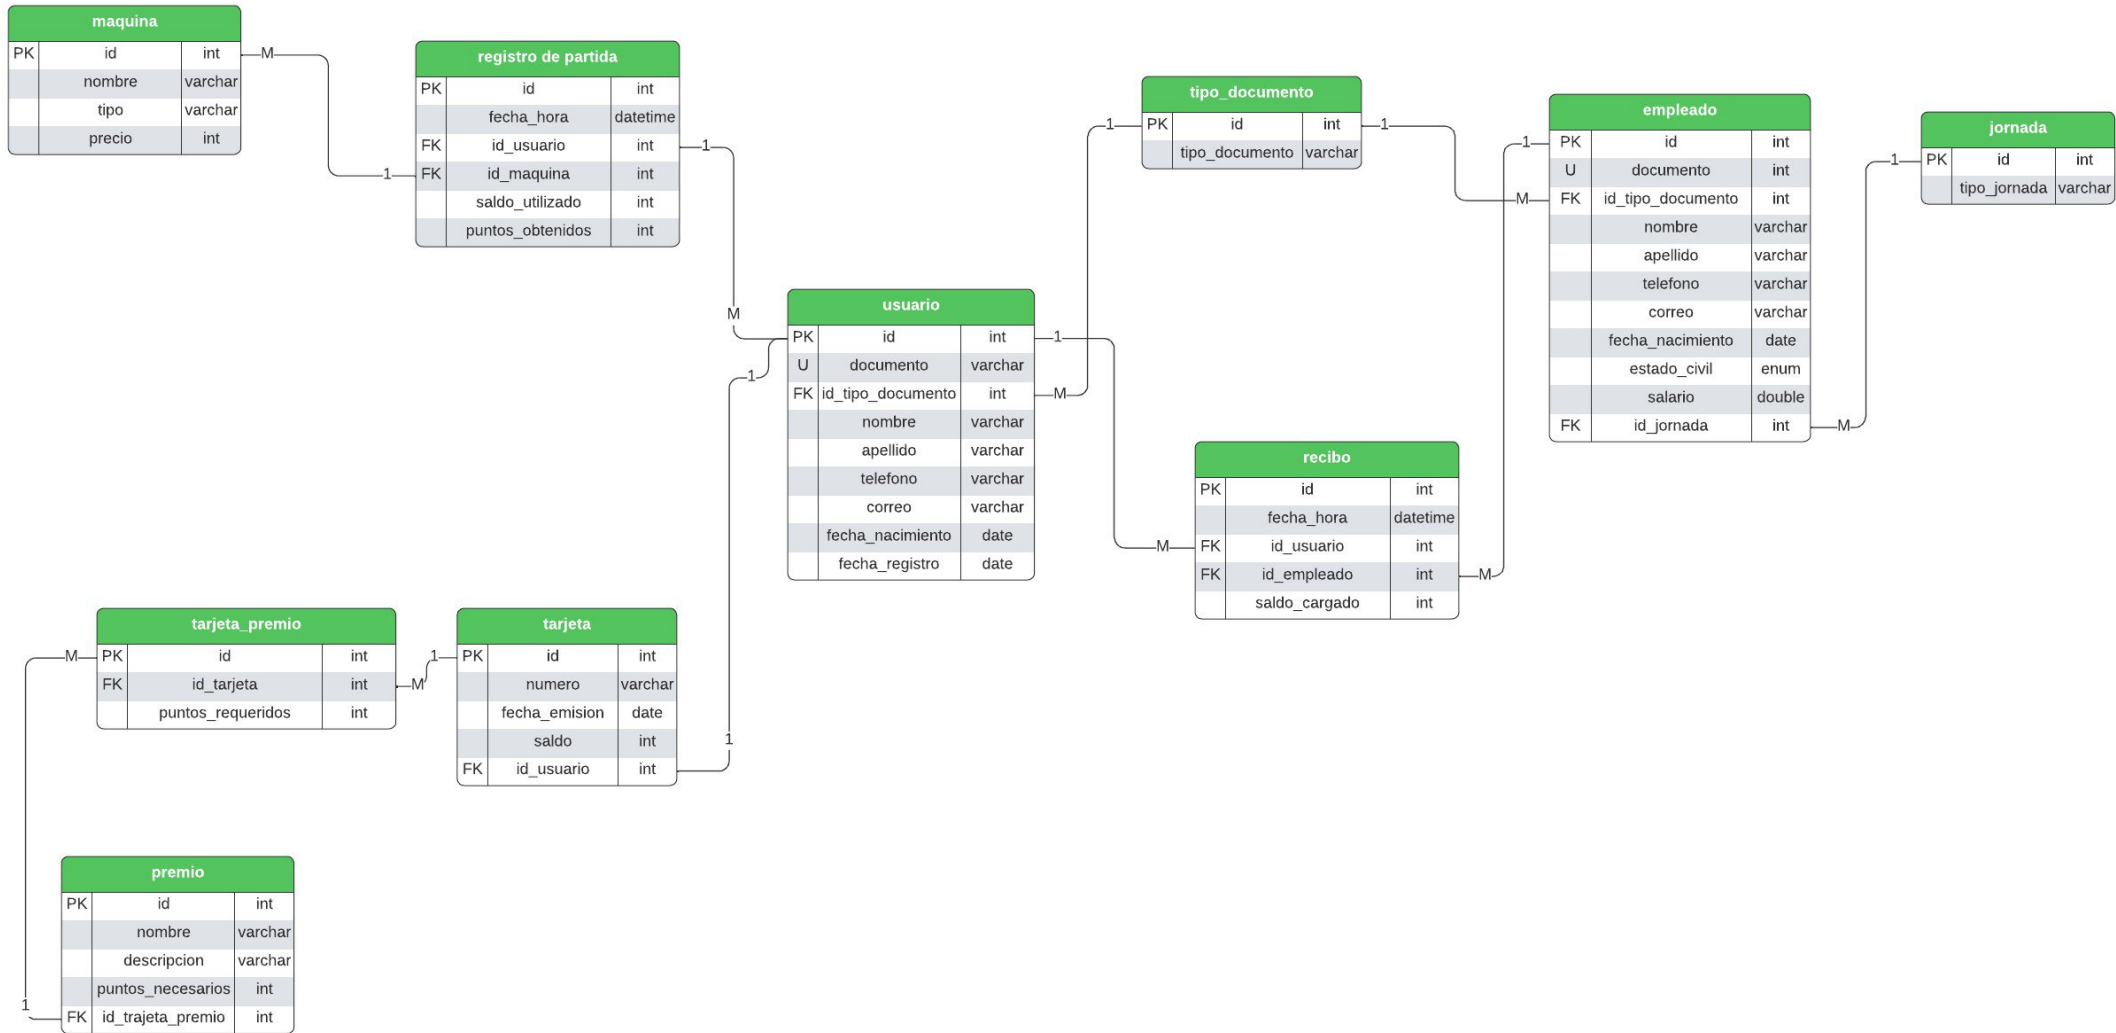 maquina
PK id int
nombre varchar
tipo varchar
precio int
M
1
registro de partida
PK id int
fecha_hora datetime
FK id_usuario int
FK id_maquina int
saldo_utilizado int
puntos_obtenidos int
1
M
tipo_documento
PK id int
tipo_documento varchar
1
1
M
M
empleado
PK id int
U documento int
FK id_tipo_documento int
nombre varchar
apellido varchar
telefono varchar
correo varchar
fecha_nacimiento date
estado_civil enum
salario double
FK id_jornada int
1
M
jornada
PK id int
tipo_jornada varchar
1
M
usuario
PK id int
U documento varchar
FK id_tipo_documento int
nombre varchar
apellido varchar
telefono varchar
correo varchar
fecha_nacimiento date
fecha_registro date
1
M
1
1
recibo
PK id int
fecha_hora datetime
FK id_usuario int
FK id_empleado int
saldo_cargado int
tarjeta_premio
PK id int
FK id_tarjeta int
puntos_requeridos int
M
M
1
tarjeta
PK id int
numero varchar
fecha_emision date
saldo int
FK id_usuario int
premio
PK id int
nombre varchar
descripcion varchar
puntos_necesarios int
FK id_trajeta_premio int
1